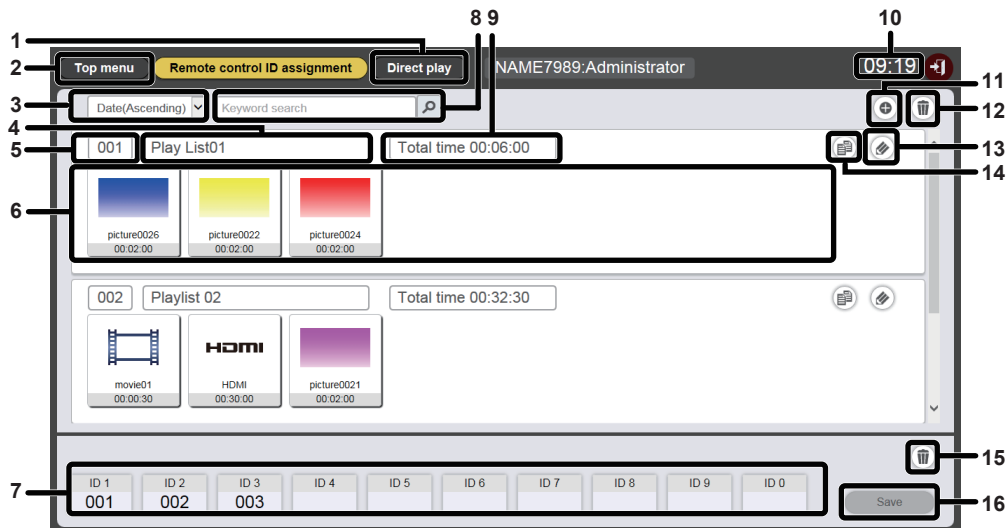 8 9 10
1
2 Top menu Remote control ID assignment Direct play NAME7989:Administrator 09:19
11
3 Date(Ascending) Keyword search 12
4
5 001 Play List01 Total time 00:06:00 13
14
6
picture0026 picture0022 picture0024
00:02:00 00:02:00 00:02:00
002 Playlist 02 Total time 00:32:30
HDMI
movie01 HDMI picture0021
00:00:30 00:30:00 00:02:00
15
ID 1 ID 2 ID 3 ID 4 ID 5 ID 6 ID 7 ID 8 ID 9 ID 0
7 001 002 003 Save 16